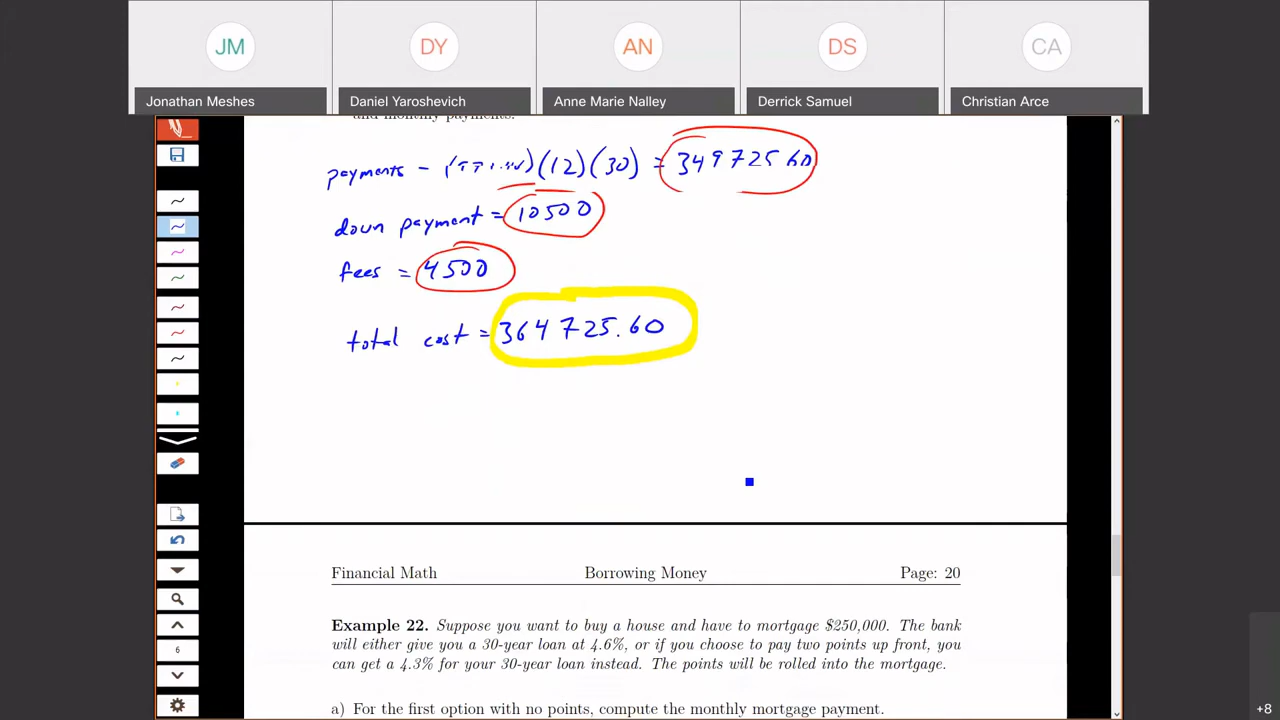 JM DY AN DS CA
Jonathan Meshes Daniel Yaroshevich Anne Marie Nalley Derrick Samuel Christian Arce
and monthly payments.
payments = (12)(30) = 349725 60
down payment = 10500
fees = 4500
total cost = 364725.60
6
Financial Math Borrowing Money Page: 20
Example 22. Suppose you want to buy a house and have to mortgage $250,000. The bank
will either give you a 30-year loan at 4.6%, or if you choose to pay two points up front, you
can get a 4.3% for your 30-year loan instead. The points will be rolled into the mortgage.
a) For the first option with no points, compute the monthly mortgage payment.
+8